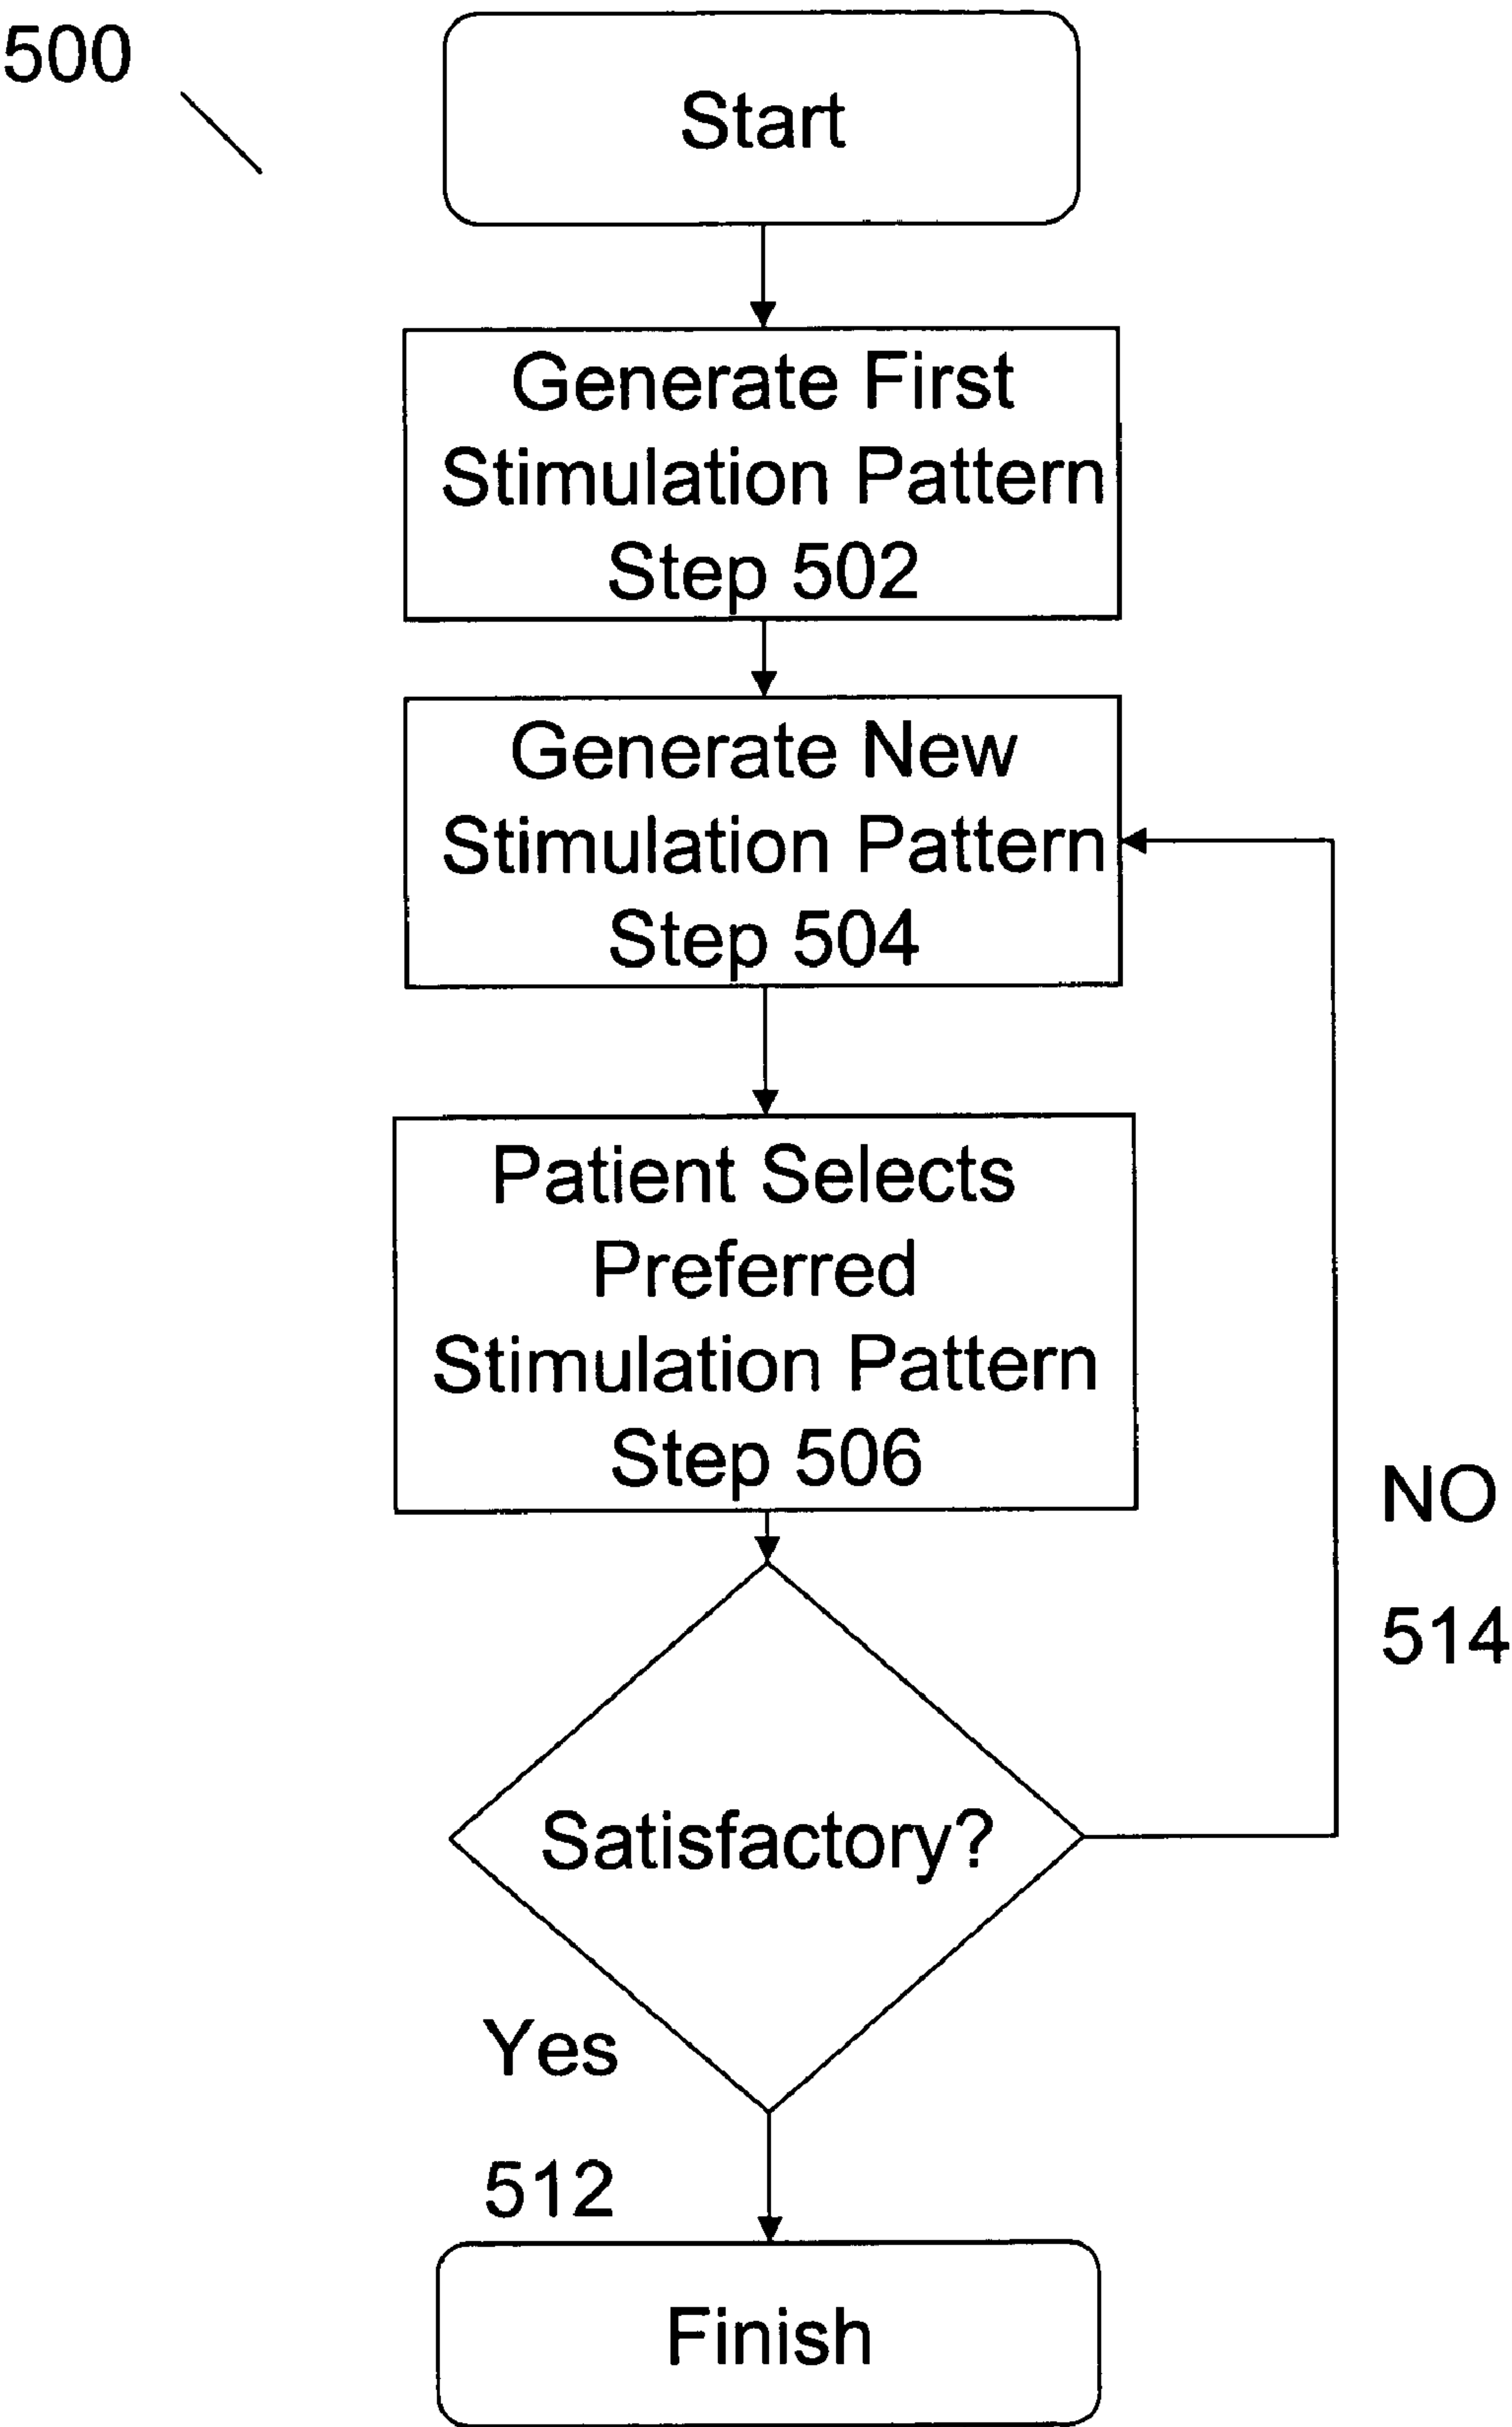 500
Start
Generate First
Stimulation Pattern
Step 502
Generate New
Stimulation Pattern
Step 504
Patient Selects
Preferred
Stimulation Pattern
Step 506
NO
514
Satisfactory?
Yes
512
Finish